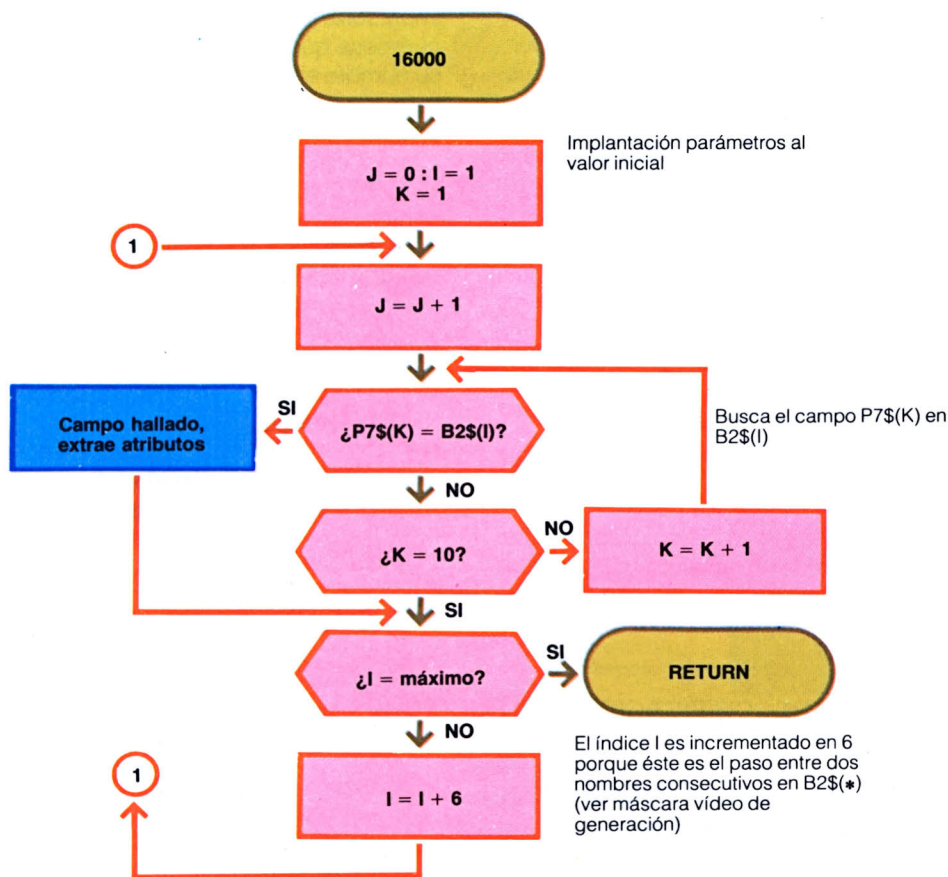 16000
Implantación parámetros al
valor inicial
J = 0 : I = 1
K = 1
1
J = J + 1
Campo hallado,
extrae atributos
SI
¿P7$(K) = B2$(I)?
Busca el campo P7$(K) en
B2$(I)
NO
¿K = 10?
NO
K = K + 1
SI
¿I = máximo?
SI
RETURN
NO
El índice I es incrementado en 6
porque éste es el paso entre dos
nombres consecutivos en B2$(*)
(ver máscara vídeo de
generación)
1
I = I + 6